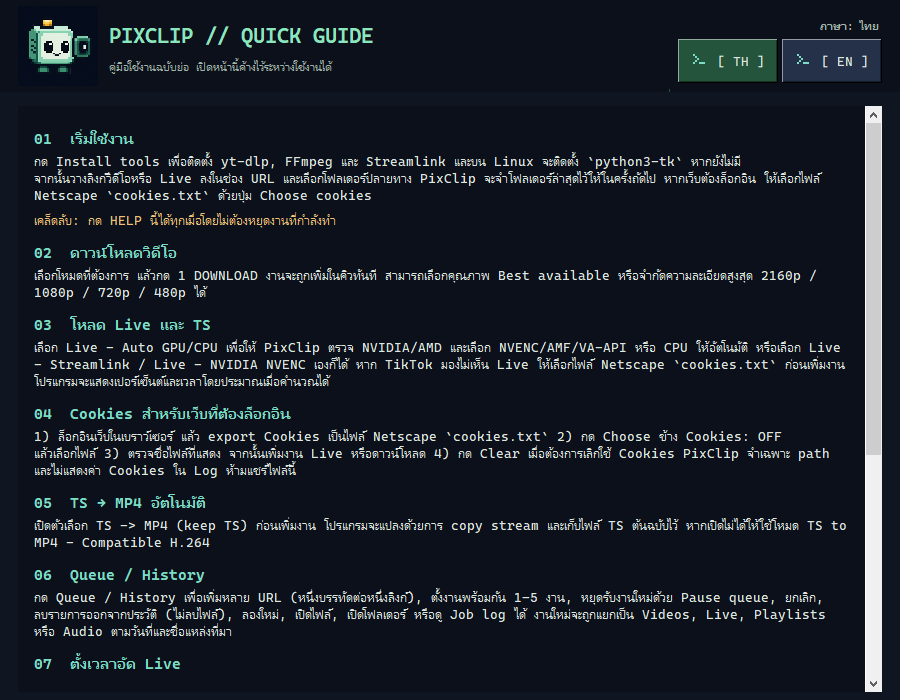 PIXCLIP // QUICK GUIDE
คู่มือใช้งานฉบับย่อ เปิดหน้านี้ค้างไว้ระหว่างใช้งานได้
ภาษา: ไทย
>_ [ TH ]
>_ [ EN ]
01 เริ่มใช้งาน
กด Install tools เพื่อติดตั้ง yt-dlp, FFmpeg และ Streamlink และบน Linux จะติดตั้ง `python3-tk` หากยังไม่มี
จากนั้นวางลิงก์วิดีโอหรือ Live ลงในช่อง URL และเลือกโฟลเดอร์ปลายทาง PixClip จะจำโฟลเดอร์ล่าสุดไว้ให้ในครั้งถัดไป หากเว็บต้องล็อกอิน ให้เลือกไฟล์
Netscape `cookies.txt` ด้วยปุ่ม Choose cookies
เคล็ดลับ: กด HELP นี้ได้ทุกเมื่อโดยไม่ต้องหยุดงานที่กำลังทำ
02 ดาวน์โหลดวิดีโอ
เลือกโหมดที่ต้องการ แล้วกด 1 DOWNLOAD งานจะถูกเพิ่มในคิวทันที สามารถเลือกคุณภาพ Best available หรือจำกัดความละเอียดสูงสุด 2160p /
1080p / 720p / 480p ได้
03 โหลด Live และ TS
เลือก Live – Auto GPU/CPU เพื่อให้ PixClip ตรวจ NVIDIA/AMD และเลือก NVENC/AMF/VA-API หรือ CPU ให้อัตโนมัติ หรือเลือก Live
– Streamlink / Live – NVIDIA NVENC เองก็ได้ หาก TikTok มองไม่เห็น Live ให้เลือกไฟล์ Netscape `cookies.txt` ก่อนเพิ่มงาน
โปรแกรมจะแสดงเปอร์เซ็นต์และเวลาโดยประมาณเมื่อคำนวณได้
04 Cookies สำหรับเว็บที่ต้องล็อกอิน
1) ล็อกอินเว็บในเบราว์เซอร์ แล้ว export Cookies เป็นไฟล์ Netscape `cookies.txt` 2) กด Choose ข้าง Cookies: OFF
แล้วเลือกไฟล์ 3) ตรวจชื่อไฟล์ที่แสดง จากนั้นเพิ่มงาน Live หรือดาวน์โหลด 4) กด Clear เมื่อต้องการเลิกใช้ Cookies PixClip จำเฉพาะ path
และไม่แสดงค่า Cookies ใน Log ห้ามแชร์ไฟล์นี้
05 TS → MP4 อัตโนมัติ
เปิดตัวเลือก TS -> MP4 (keep TS) ก่อนเพิ่มงาน โปรแกรมจะแปลงด้วยการ copy stream และเก็บไฟล์ TS ต้นฉบับไว้ หากเปิดไม่ได้ให้ใช้โหมด TS to
MP4 – Compatible H.264
06 Queue / History
กด Queue / History เพื่อเพิ่มหลาย URL (หนึ่งบรรทัดต่อหนึ่งลิงก์), ตั้งงานพร้อมกัน 1–5 งาน, หยุดรับงานใหม่ด้วย Pause queue, ยกเลิก,
ลบรายการออกจากประวัติ (ไม่ลบไฟล์), ลองใหม่, เปิดไฟล์, เปิดโฟลเดอร์ หรือดู Job log ได้ งานใหม่จะถูกแยกเป็น Videos, Live, Playlists
หรือ Audio ตามวันที่และชื่อแหล่งที่มา
07 ตั้งเวลาอัด Live